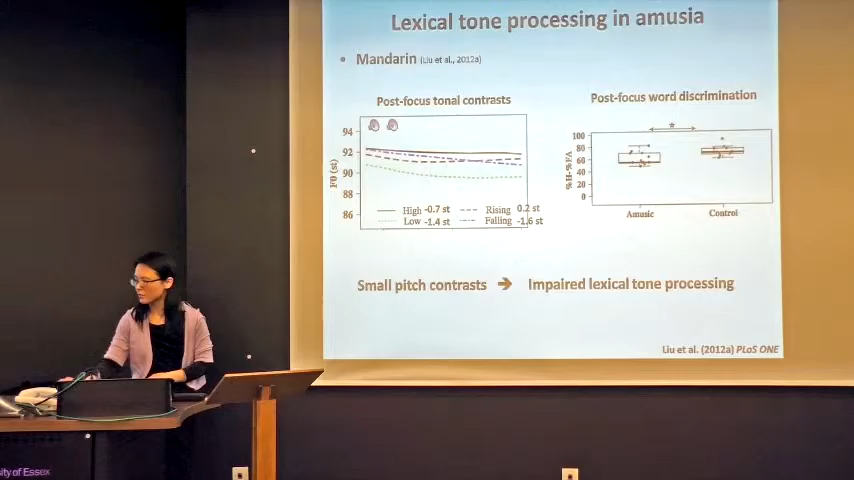 Lexical tone processing in amusia
• Mandarin (Liu et al., 2012a)
Post-focus tonal contrasts
94
92
90
88
86
F0 (st)
High -0.7 st Rising 0.2 st
Low -1.4 st Falling -1.6 st
Post-focus word discrimination
*
100
80
60
40
20
0
%H-%FA
Amusic Control
Small pitch contrasts ➔ Impaired lexical tone processing
Liu et al. (2012a) PLoS ONE
sity of Essex